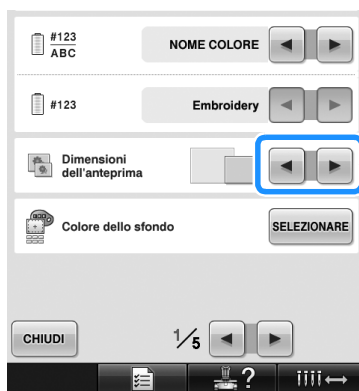 #123
ABC
NOME COLORE
#123
Embroidery
Dimensioni
dell'anteprima
Colore dello sfondo
SELEZIONARE
CHIUDI
1/5
?